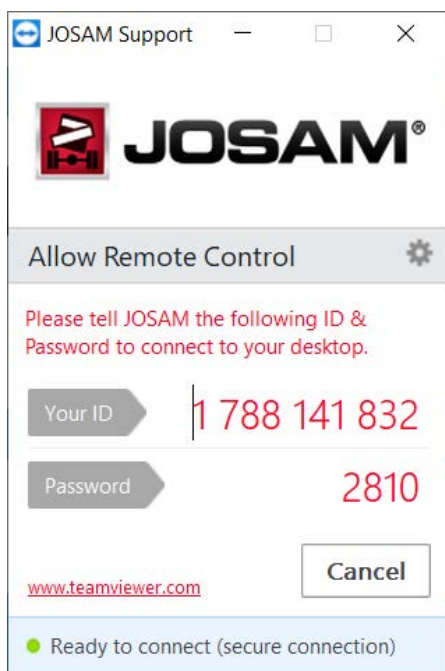 JOSAM Support
JOSAM®
Allow Remote Control
Please tell JOSAM the following ID &
Password to connect to your desktop.
Your ID 1 788 141 832
Password 2810
Cancel
www.teamviewer.com
Ready to connect (secure connection)